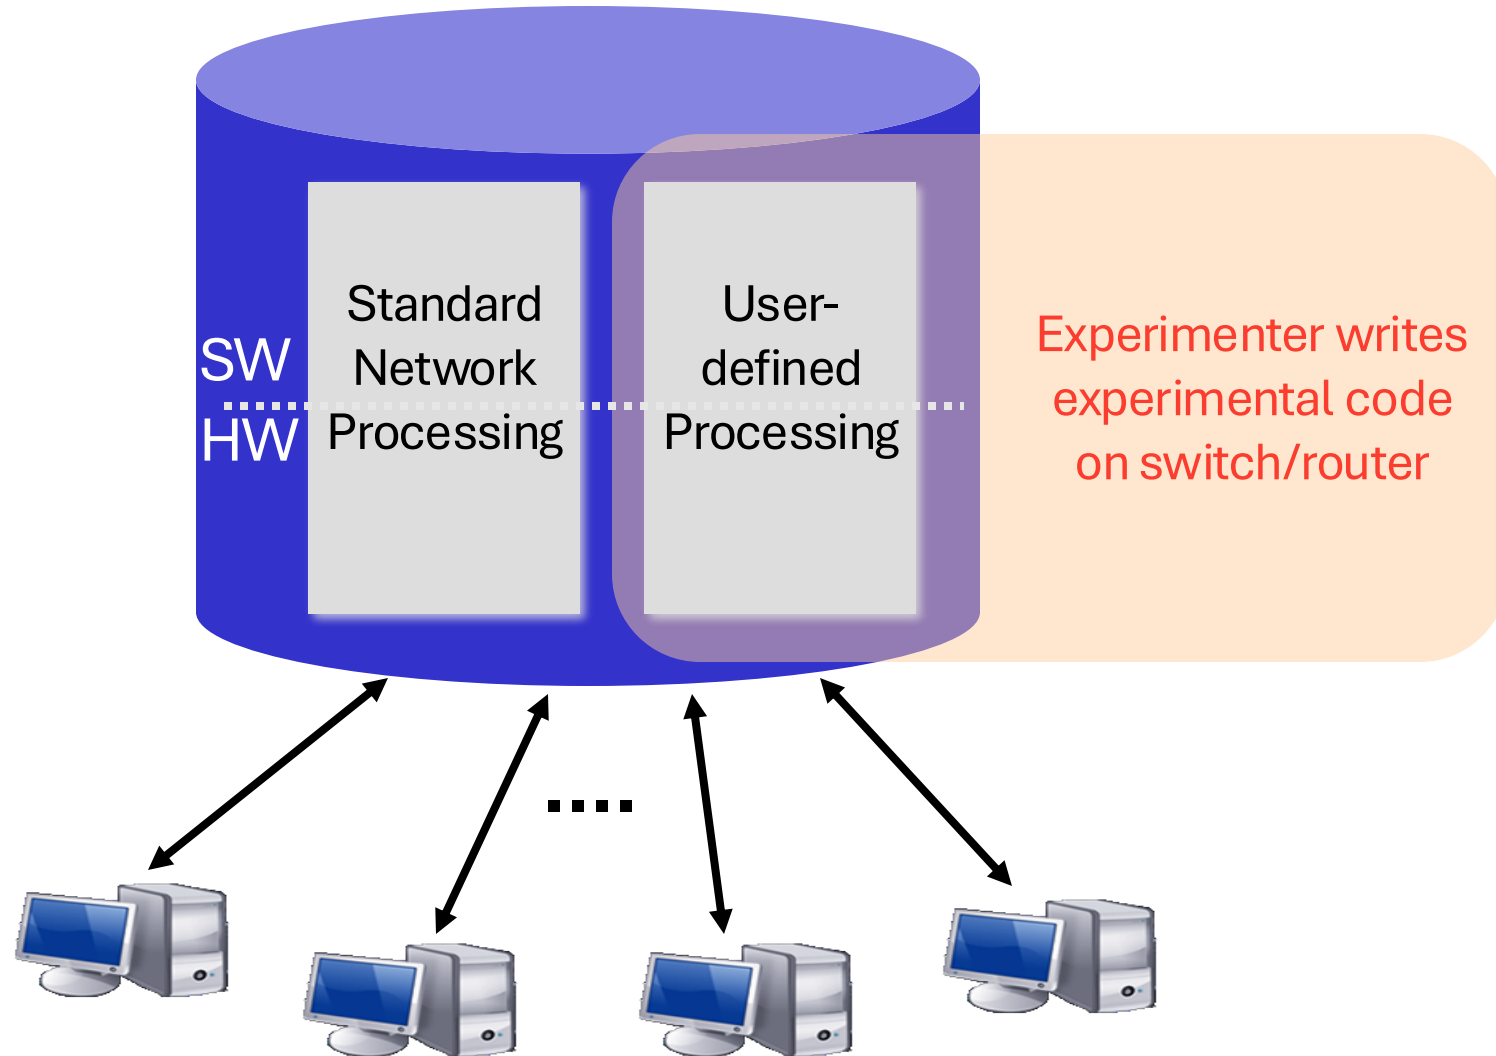 SW
HW
Standard
Network
Processing
User-
defined
Processing
Experimenter writes
experimental code
on switch/router